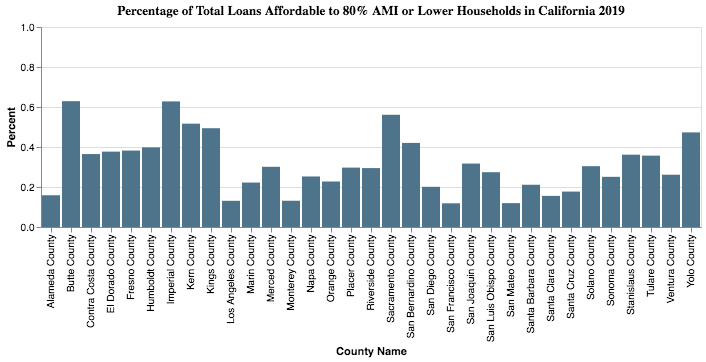 Percentage of Total Loans Affordable to 80% AMI or Lower Households in California 2019
1.0
0.8
0.6
0.4
0.2
0.0
Percent
Alameda County
Butte County
Contra Costa County
El Dorado County
Fresno County
Humboldt County
Imperial County
Kern County
Kings County
Los Angeles County
Marin County
Merced County
Monterey County
Napa County
Orange County
Placer County
Riverside County
Sacramento County
San Bernardino County
San Diego County
San Francisco County
San Joaquin County
San Luis Obispo County
San Mateo County
Santa Barbara County
Santa Clara County
Santa Cruz County
Solano County
Sonoma County
Stanislaus County
Tulare County
Ventura County
Yolo County
County Name